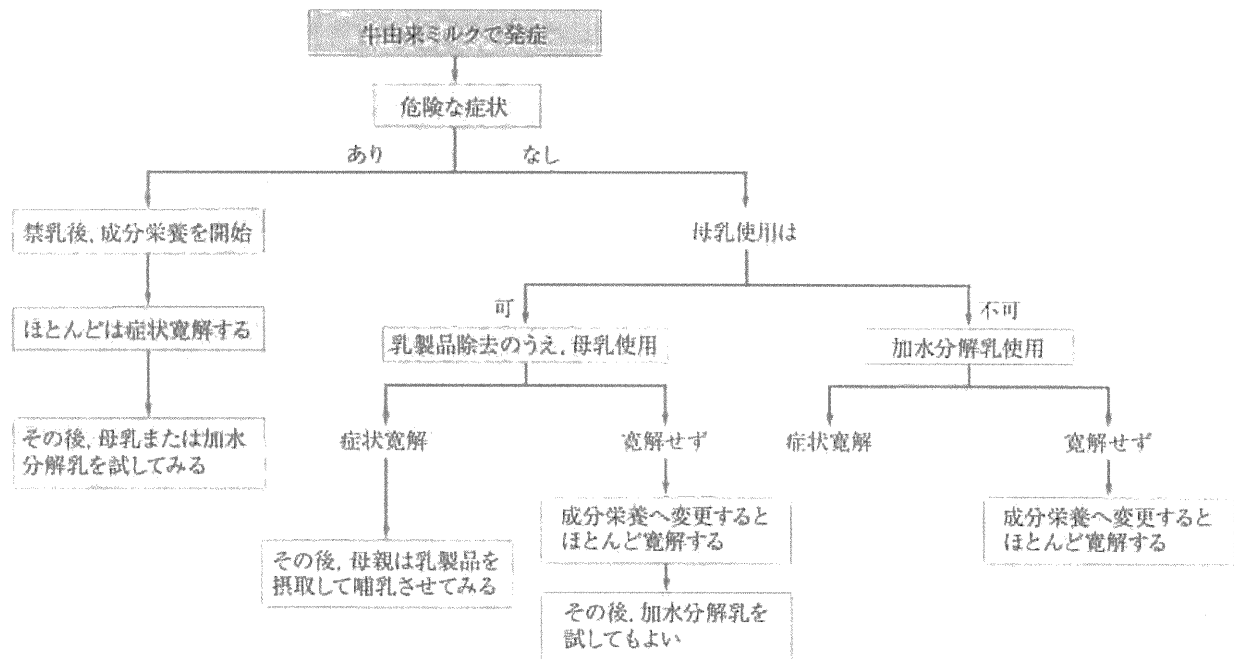 牛由来ミルクで発症
危険な症状
あり
なし
禁乳後，成分栄養を開始
母乳使用は
可
不可
ほとんどは症状寛解する
乳製品除去のうえ，母乳使用
加水分解乳使用
その後，母乳または加水
分解乳を試してみる
症状寛解
寛解せず
症状寛解
寛解せず
成分栄養へ変更すると
ほとんど寛解する
成分栄養へ変更すると
ほとんど寛解する
その後，母親は乳製品を
摂取して哺乳させてみる
その後，加水分解乳を
試してもよい